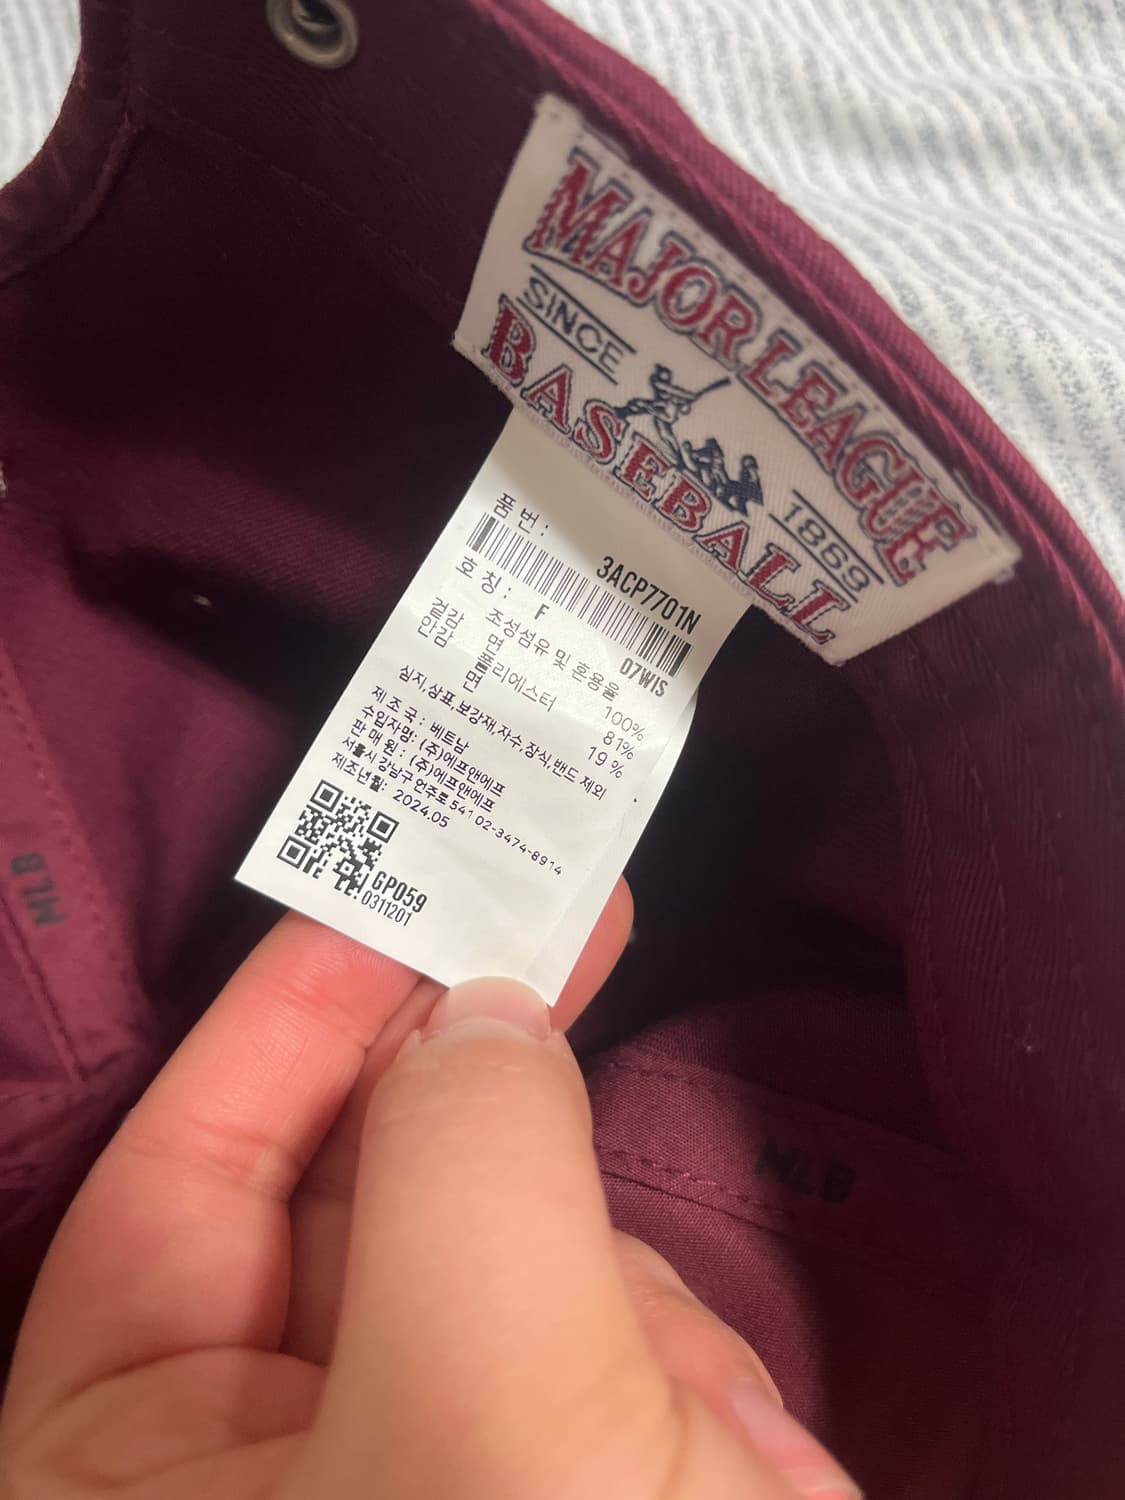 MAJOR LEAGUE
SINCE 1869
BASEBALL
품 번 : 3ACP7701N
호 칭 : F 07WIS
조성섬유 및 혼용율
겉감 면 100%
안감 폴리에스터 81%
면 19%
심지,상표,보강재,자수,장식,밴드 제외
제 조 국 : 베트남
수입자명: (주)에프앤에프
판 매 원 : (주)에프앤에프
서울시 강남구 언주로 541 02-3474-8914
제조년월: 2024.05
GP059
LL:0311201
MLB
MLB